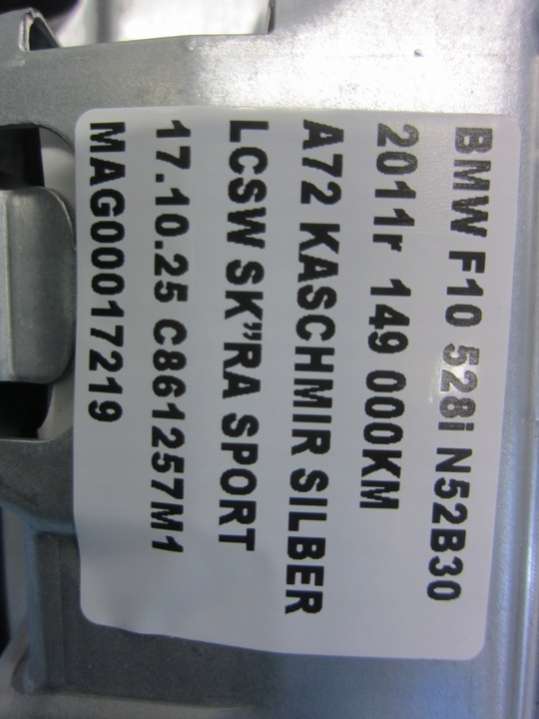 BMW F10 528i N52B30
2011r 149 000KM
A72 KASCHMIR SILBER
LCSW SK"RA SPORT
17.10.25 C861257M1
MAG00017219